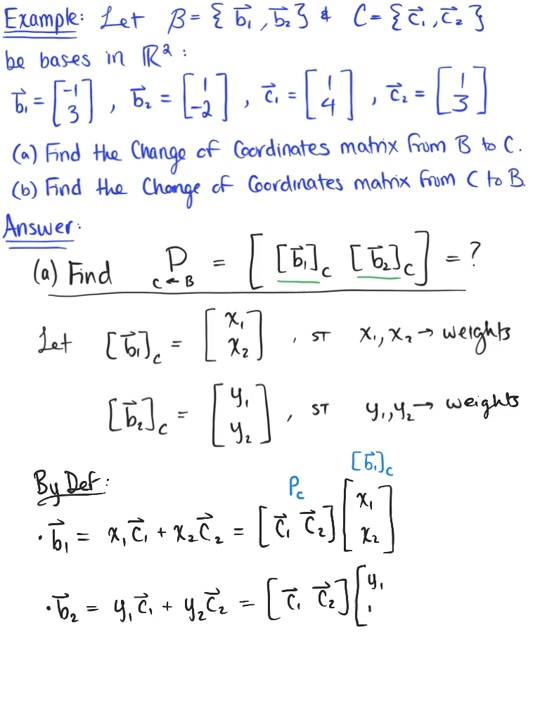 Example: Let β = { b⃗₁, b⃗₂ } & C = { c⃗₁, c⃗₂ }
be bases in ℝ²:
b⃗₁ = [-1 3], b⃗₂ = [1 -2], c⃗₁ = [1 4], c⃗₂ = [1 3]
(a) Find the Change of Coordinates matrix from B to C.
(b) Find the Change of Coordinates matrix from C to B.
Answer:
(a) Find P C←B = [ [b⃗₁]C [b⃗₂]C ] = ?
Let [b⃗₁]C = [x₁ x₂], ST x₁, x₂ → weights
[b⃗₂]C = [y₁ y₂], ST y₁, y₂ → weights
By Def: Pc [b⃗₁]C
· b⃗₁ = x₁c⃗₁ + x₂c⃗₂ = [c⃗₁ c⃗₂][x₁ x₂]
· b⃗₂ = y₁c⃗₁ + y₂c⃗₂ = [c⃗₁ c⃗₂][y₁